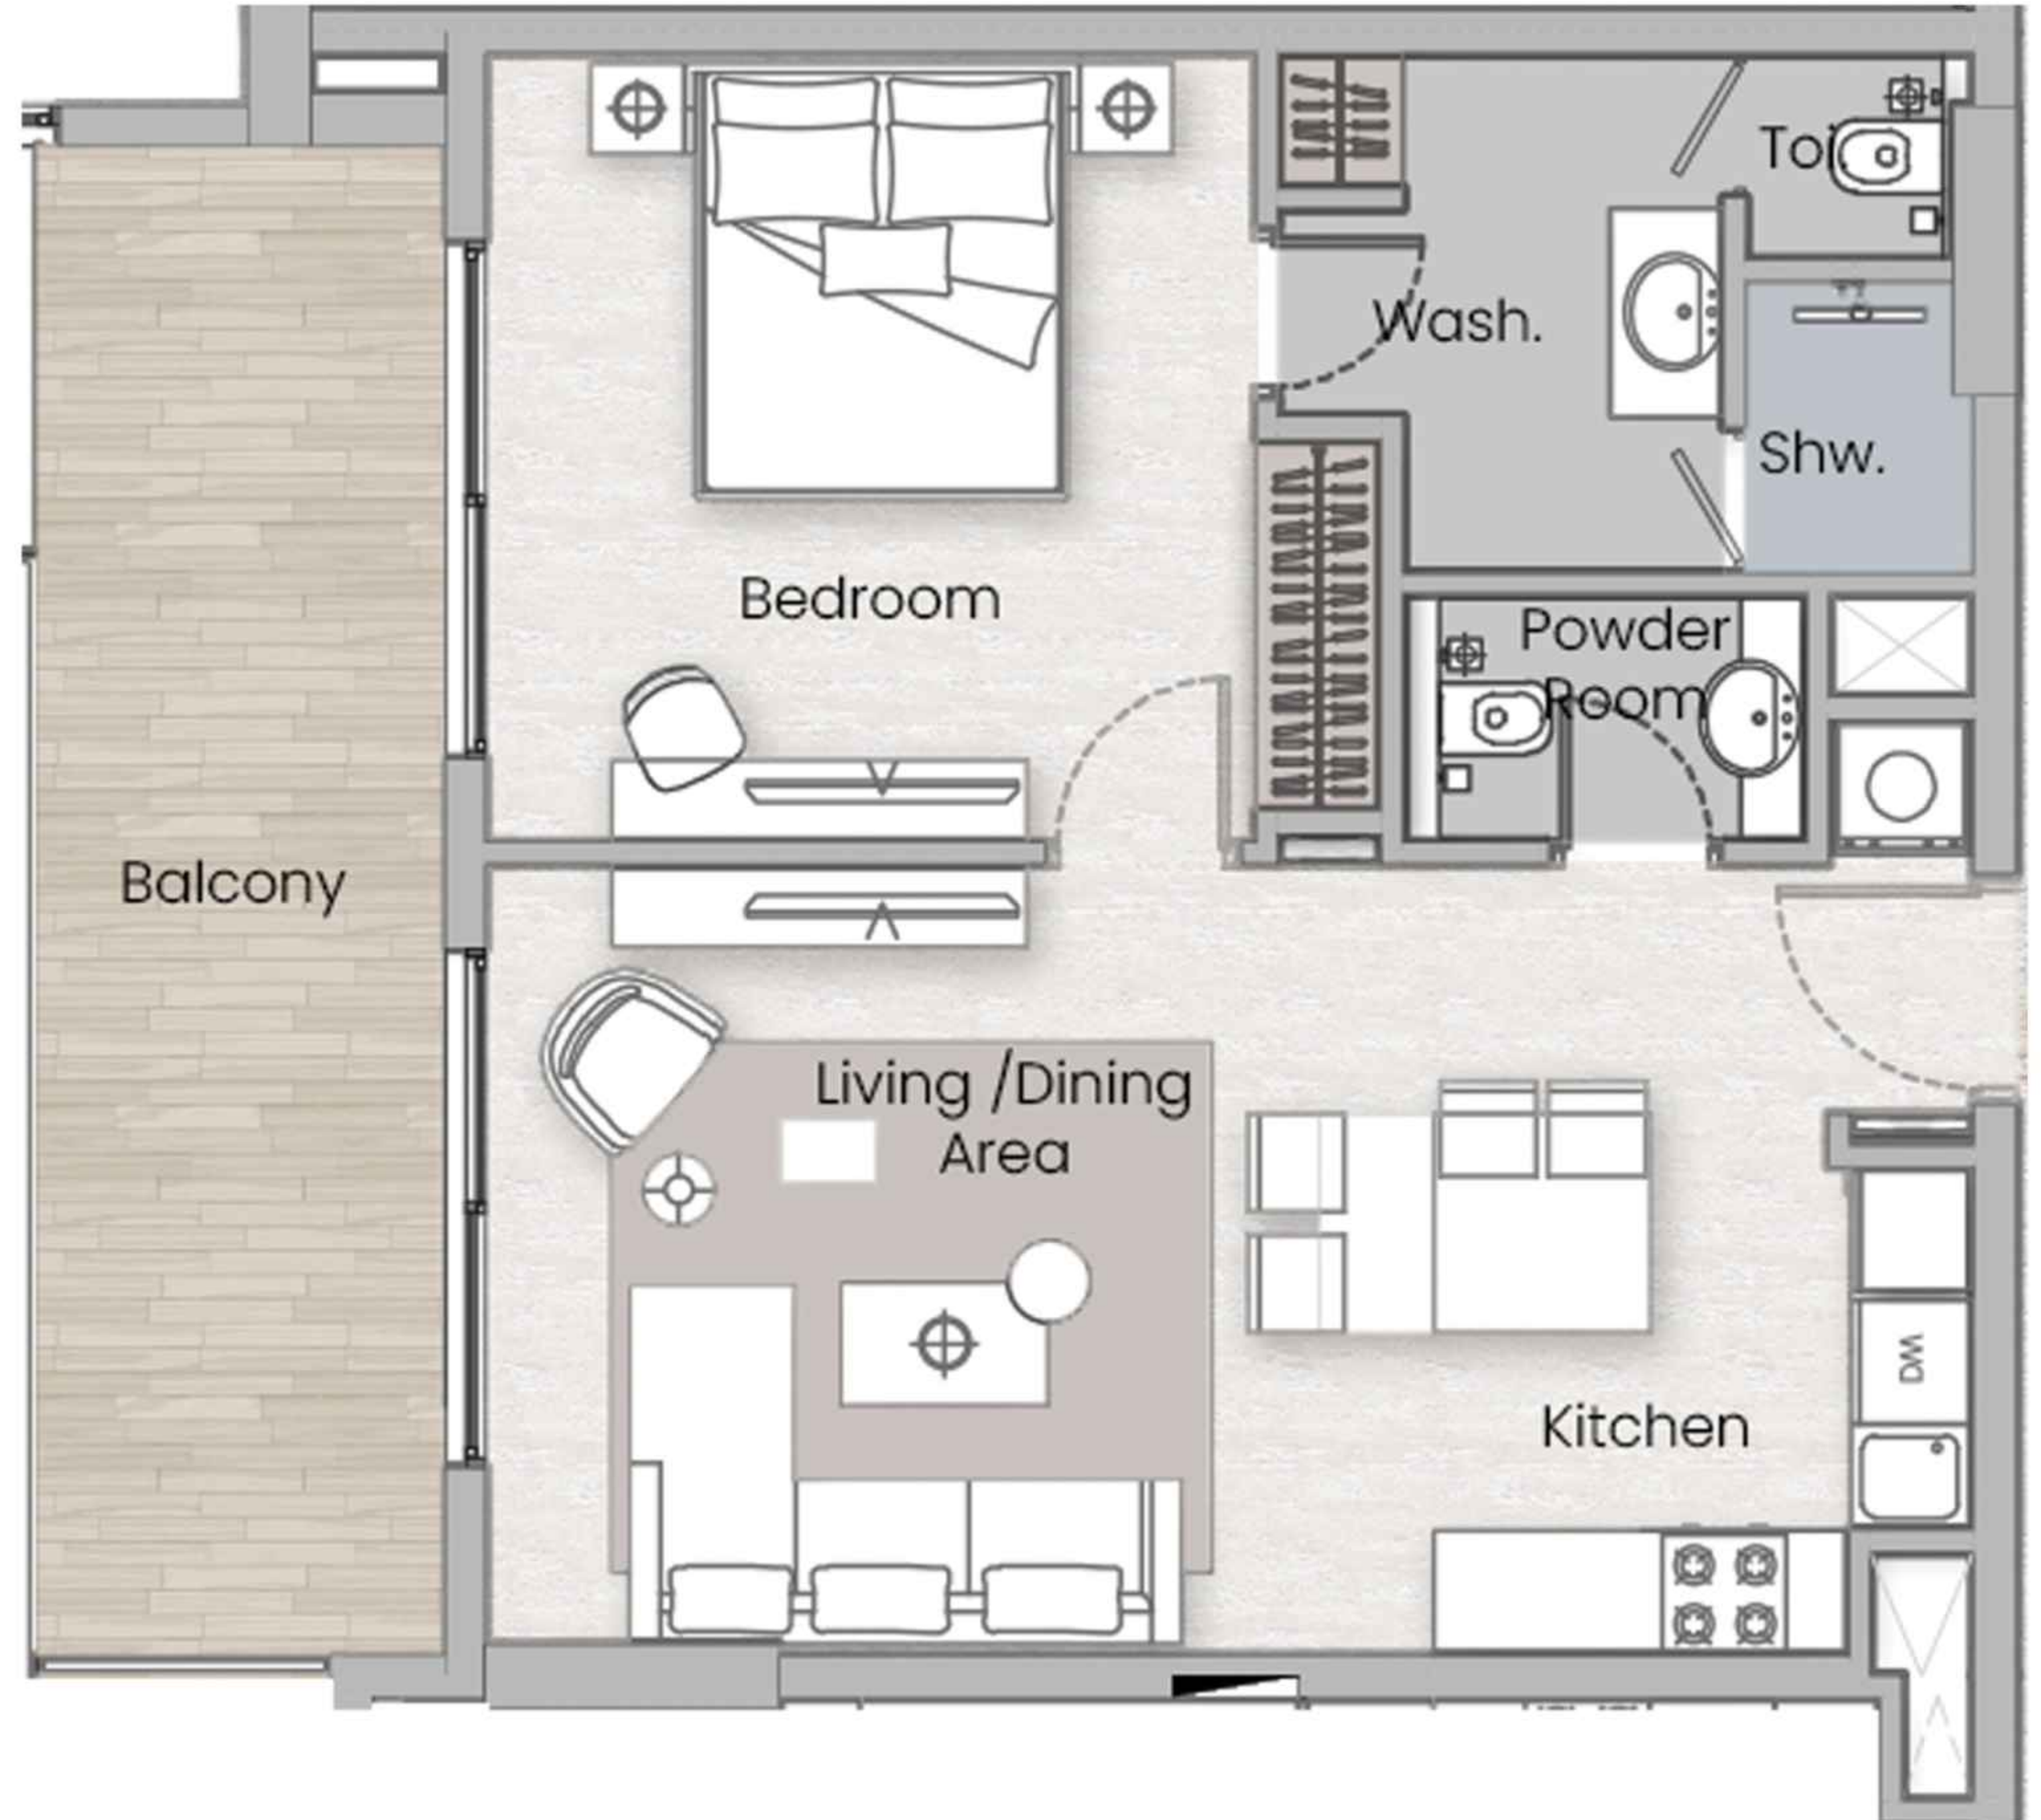 Toi
Wash.
Shw.
Bedroom
Powder
Room
Balcony
Living /Dining
Area
DW
Kitchen